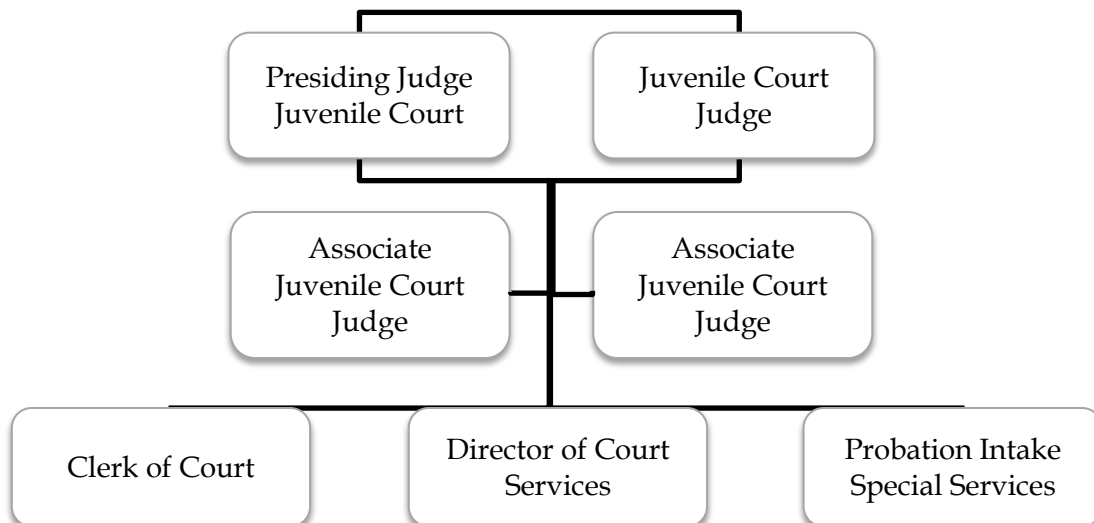 Presiding Judge
Juvenile Court
Juvenile Court
Judge
Associate
Juvenile Court
Judge
Associate
Juvenile Court
Judge
Clerk of Court
Director of Court
Services
Probation Intake
Special Services